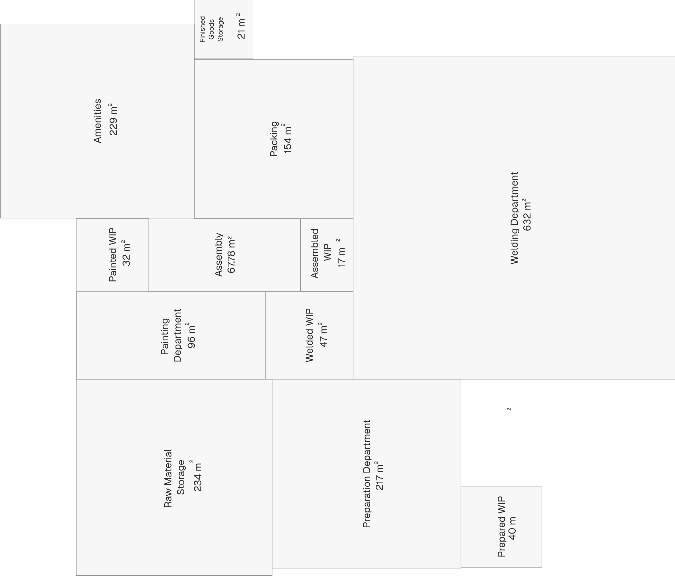 Finished
Goods
Storage
21 m²
Amenities
229 m²
Packing
154 m²
Welding Department
632 m²
Painted WIP
32 m²
Assembly
67.78 m²
Assembled
WIP
17 m ²
Painting
Department
96 m²
Welded WIP
47 m²
Raw Material
Storage
234 m²
Preparation Department
217 m²
²
Prepared WIP
40 m